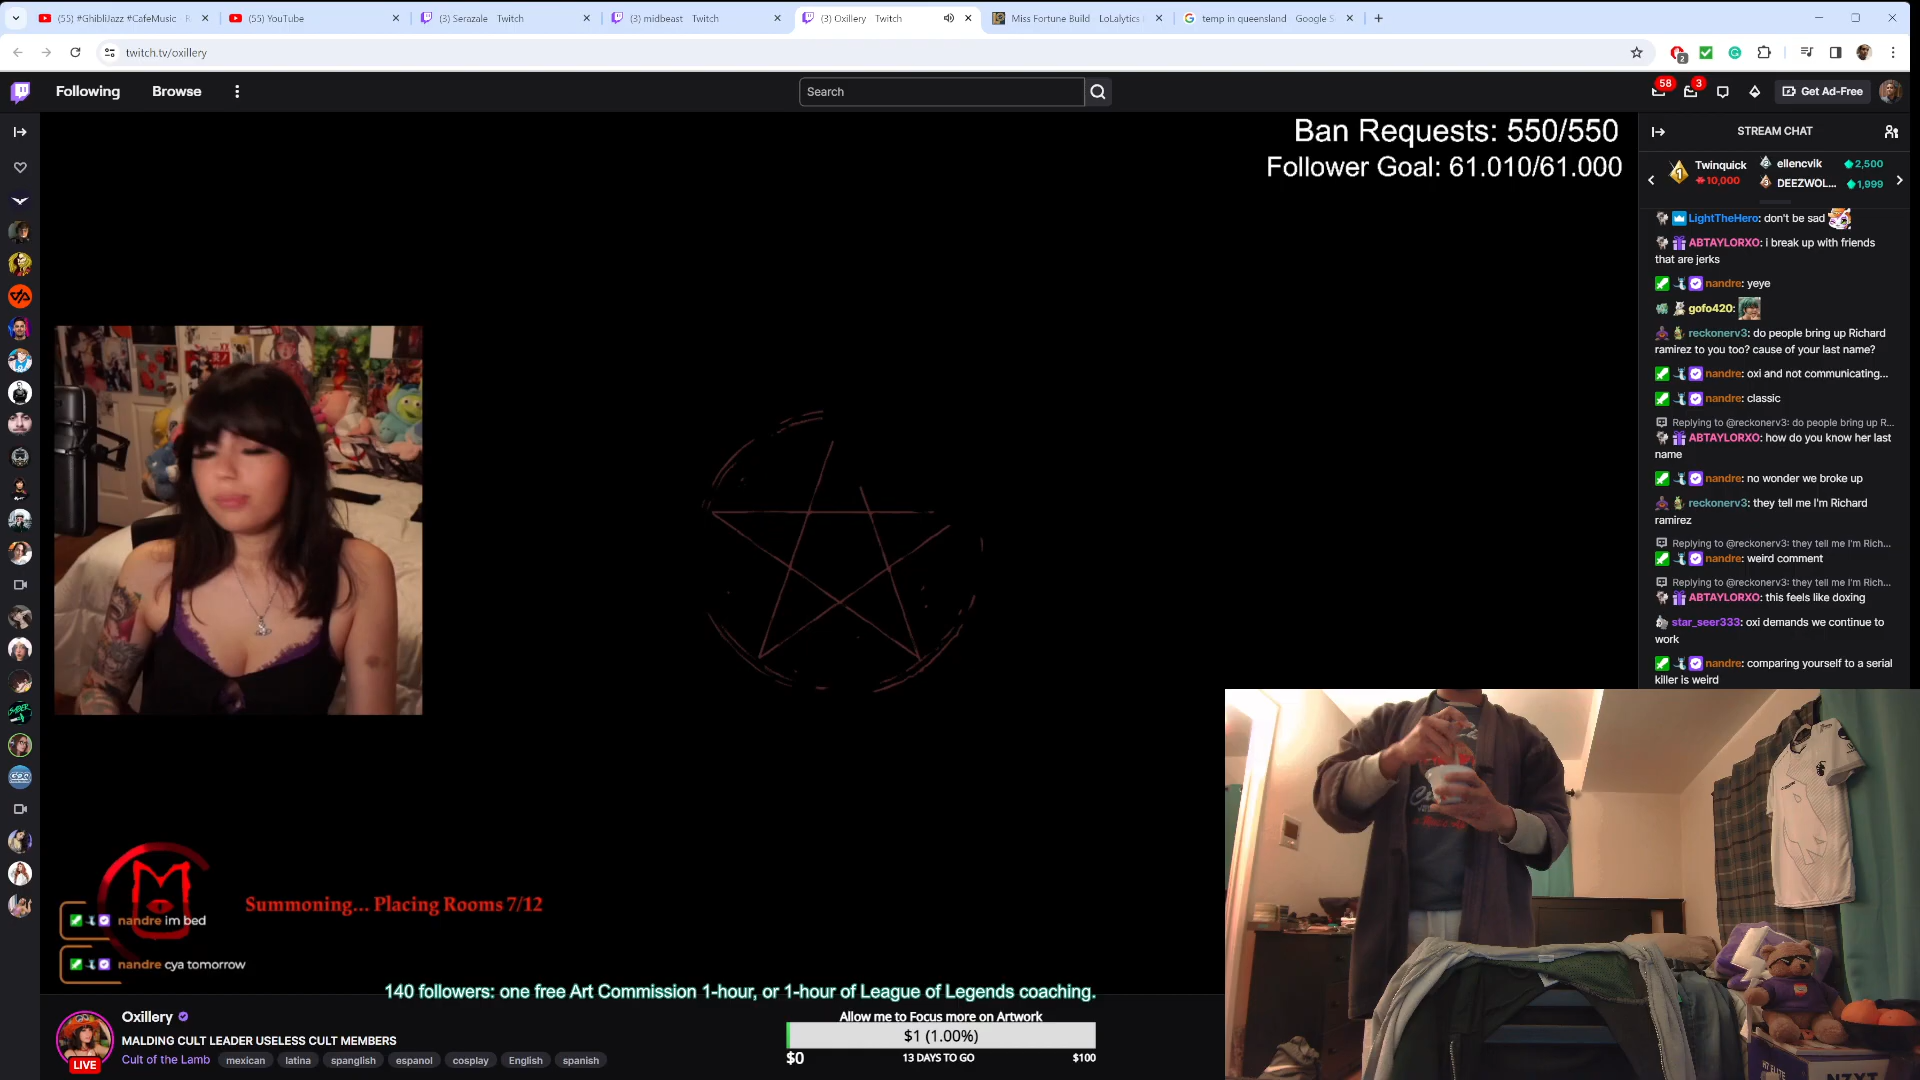 (55) #GhibliJazz #CafeMusic
(55) YouTube
(3) Serazale Twitch
(3) midbeast Twitch
(3) Oxillery Twitch
Miss Fortune Build LoLalytics
temp in queensland Google S
twitch.tv/oxillery
2
Following
Browse
Search
58
3
Get Ad-Free
Ban Requests: 550/550
Follower Goal: 61.010/61.000
STREAM CHAT
1 Twinquick
10,000
2 ellencvik 2,500
3 DEEZWOL... 1,999
LightTheHero: don't be sad
ABTAYLORXO: i break up with friends
that are jerks
nandre: yeye
gofo420:
reckonerv3: do people bring up Richard
ramirez to you too? cause of your last name?
nandre: oxi and not communicating...
nandre: classic
Replying to @reckonerv3: do people bring up R...
ABTAYLORXO: how do you know her last
name
nandre: no wonder we broke up
reckonerv3: they tell me I'm Richard
ramirez
Replying to @reckonerv3: they tell me I'm Rich...
nandre: weird comment
Replying to @reckonerv3: they tell me I'm Rich...
ABTAYLORXO: this feels like doxing
star_seer333: oxi demands we continue to
work
nandre: comparing yourself to a serial
killer is weird
Summoning... Placing Rooms 7/12
nandre im bed
nandre cya tomorrow
140 followers: one free Art Commission 1-hour, or 1-hour of League of Legends coaching.
Oxillery
MALDING CULT LEADER USELESS CULT MEMBERS
Cult of the Lamb
mexican
latina
spanglish
espanol
cosplay
English
spanish
LIVE
Allow me to Focus more on Artwork
$1 (1.00%)
$0
13 DAYS TO GO
$100
H7 ELITE
NZXT